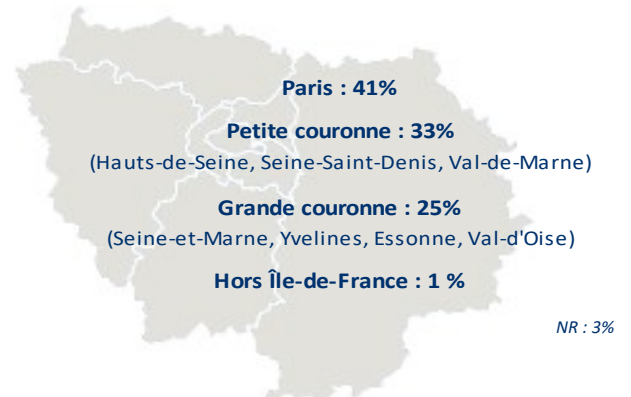 Paris : 41%
Petite couronne : 33%
(Hauts-de-Seine, Seine-Saint-Denis, Val-de-Marne)
Grande couronne : 25%
(Seine-et-Marne, Yvelines, Essonne, Val-d'Oise)
Hors Île-de-France : 1 %
NR : 3%